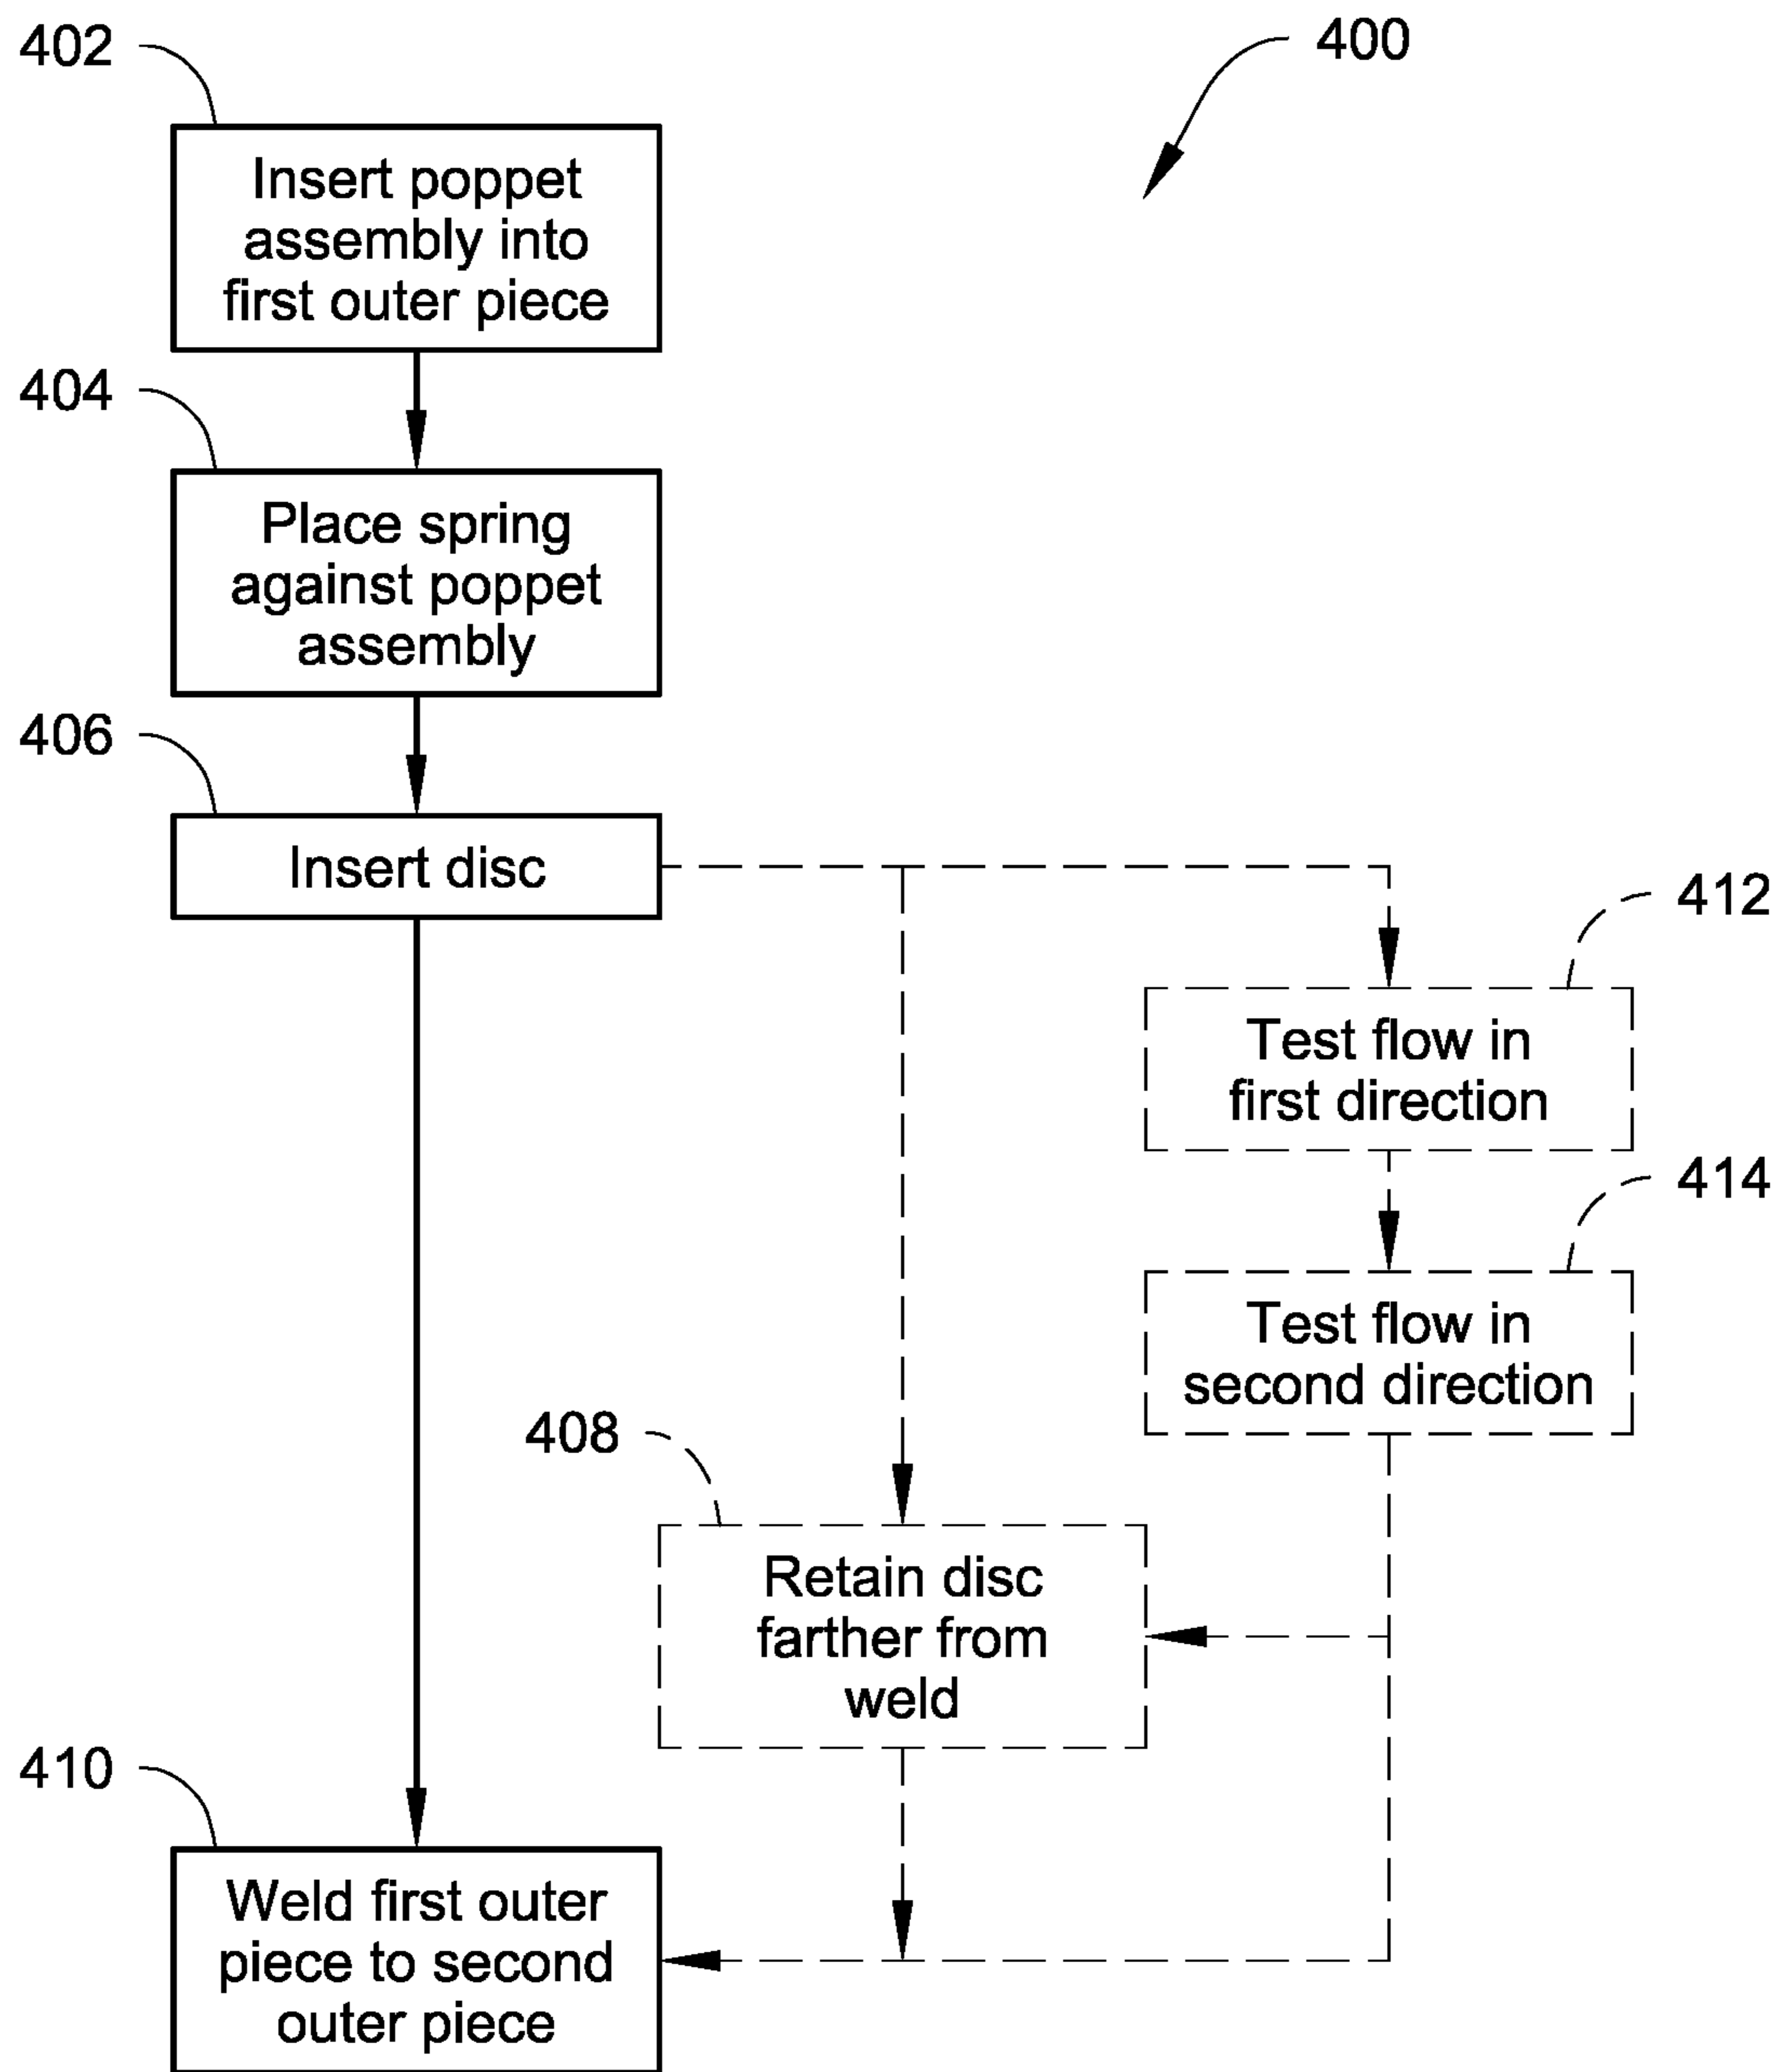 402
400
Insert poppet
assembly into
first outer piece
404
Place spring
against poppet
assembly
406
Insert disc
412
Test flow in
first direction
414
Test flow in
second direction
408
Retain disc
farther from
weld
410
Weld first outer
piece to second
outer piece